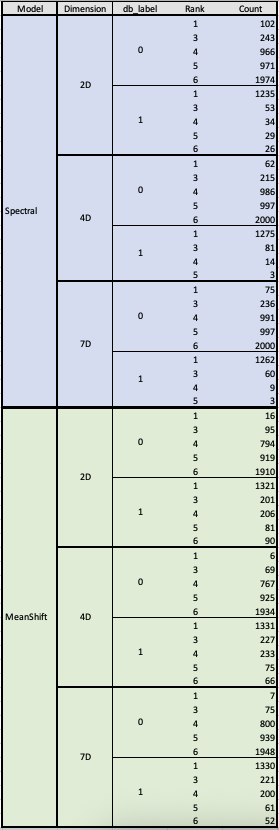 Model Dimension db_label Rank Count
1 102
3 243
0 4 966
5 971
2D 6 1974
1 1235
3 53
1 4 34
5 29
6 26
1 62
3 215
0 4 986
5 997
Spectral 4D 6 2000
1 1275
3 81
1 4 14
5 3
1 75
3 236
0 4 991
5 997
7D 6 2000
1 1262
3 60
1 4 9
5 3
1 16
3 95
0 4 794
5 919
2D 6 1910
1 1321
3 201
1 4 206
5 81
6 90
1 6
3 69
0 4 767
5 925
MeanShift 4D 6 1934
1 1331
3 227
1 4 233
5 75
6 66
1 7
3 75
0 4 800
5 939
7D 6 1948
1 1330
3 221
1 4 200
5 61
6 52